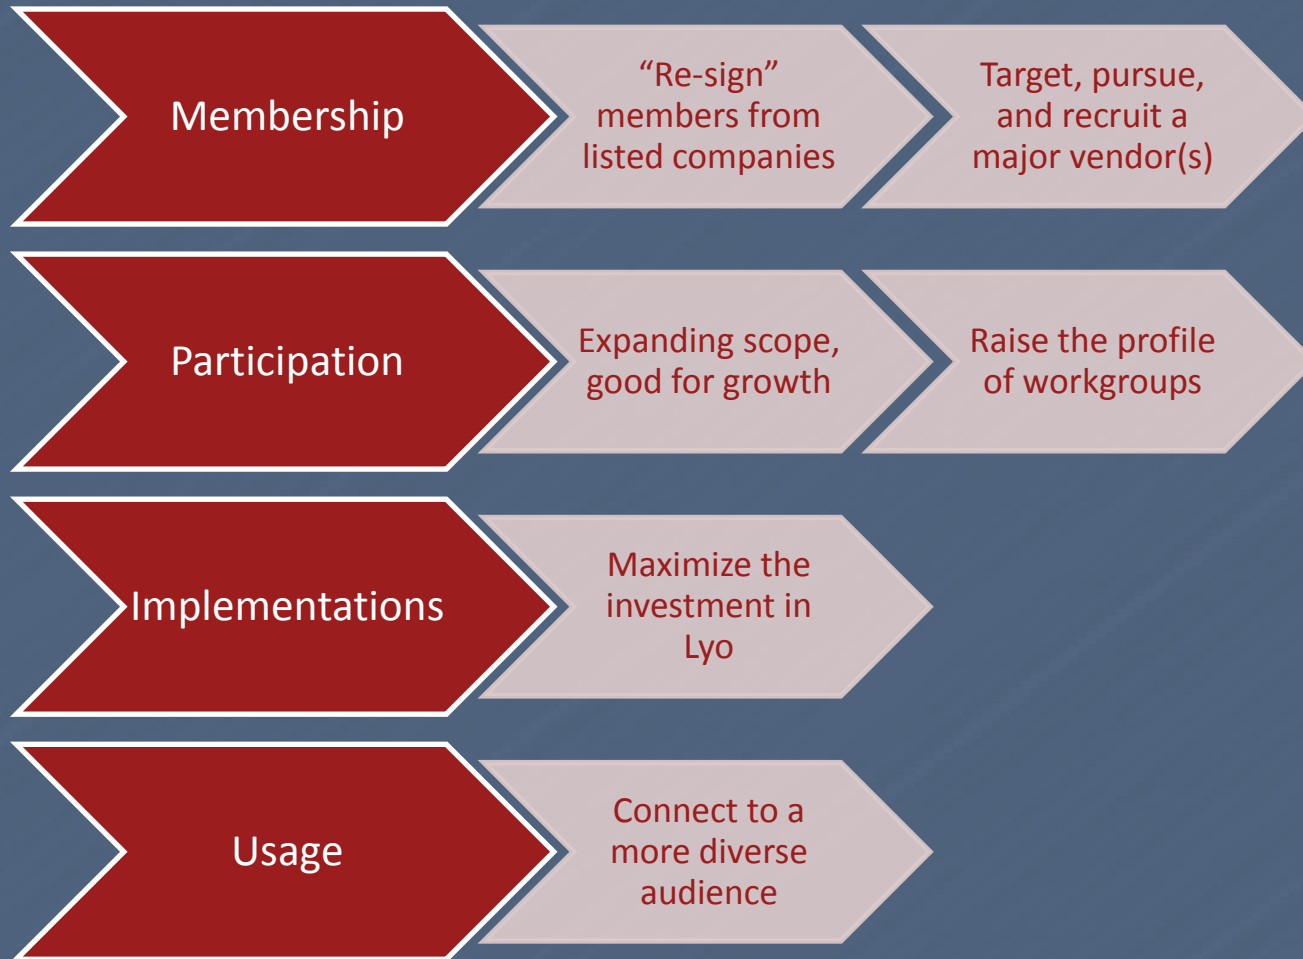 Membership
“Re-sign”
members from
listed companies
Target, pursue,
and recruit a
major vendor(s)
Participation
Expanding scope,
good for growth
Raise the profile
of workgroups
Implementations
Maximize the
investment in
Lyo
Usage
Connect to a
more diverse
audience